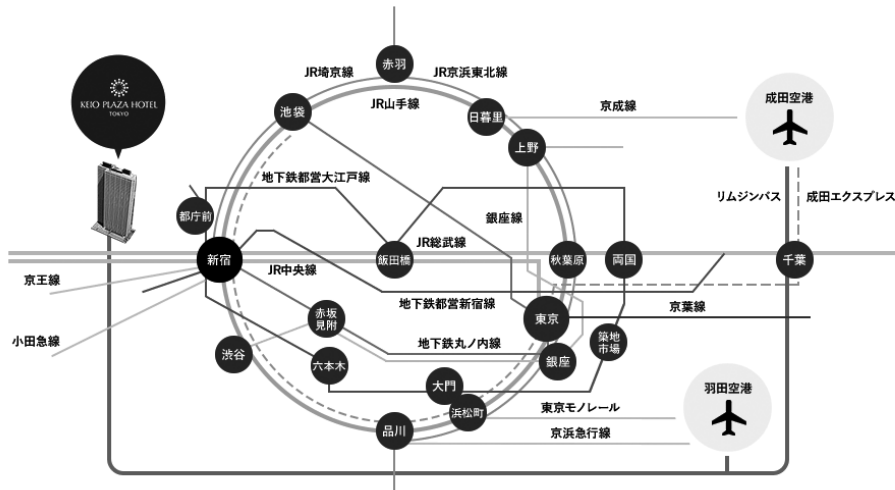 KEIO PLAZA HOTEL
TOKYO
赤羽
JR埼京線
JR京浜東北線
JR山手線
池袋
日暮里
京成線
成田空港
上野
地下鉄都営大江戸線
リムジンバス
成田エクスプレス
都庁前
銀座線
JR総武線
新宿
飯田橋
秋葉原
両国
千葉
JR中央線
京王線
地下鉄都営新宿線
京葉線
赤坂
見附
東京
小田急線
地下鉄丸ノ内線
築地
市場
渋谷
六本木
銀座
大門
羽田空港
浜松町
東京モノレール
品川
京浜急行線